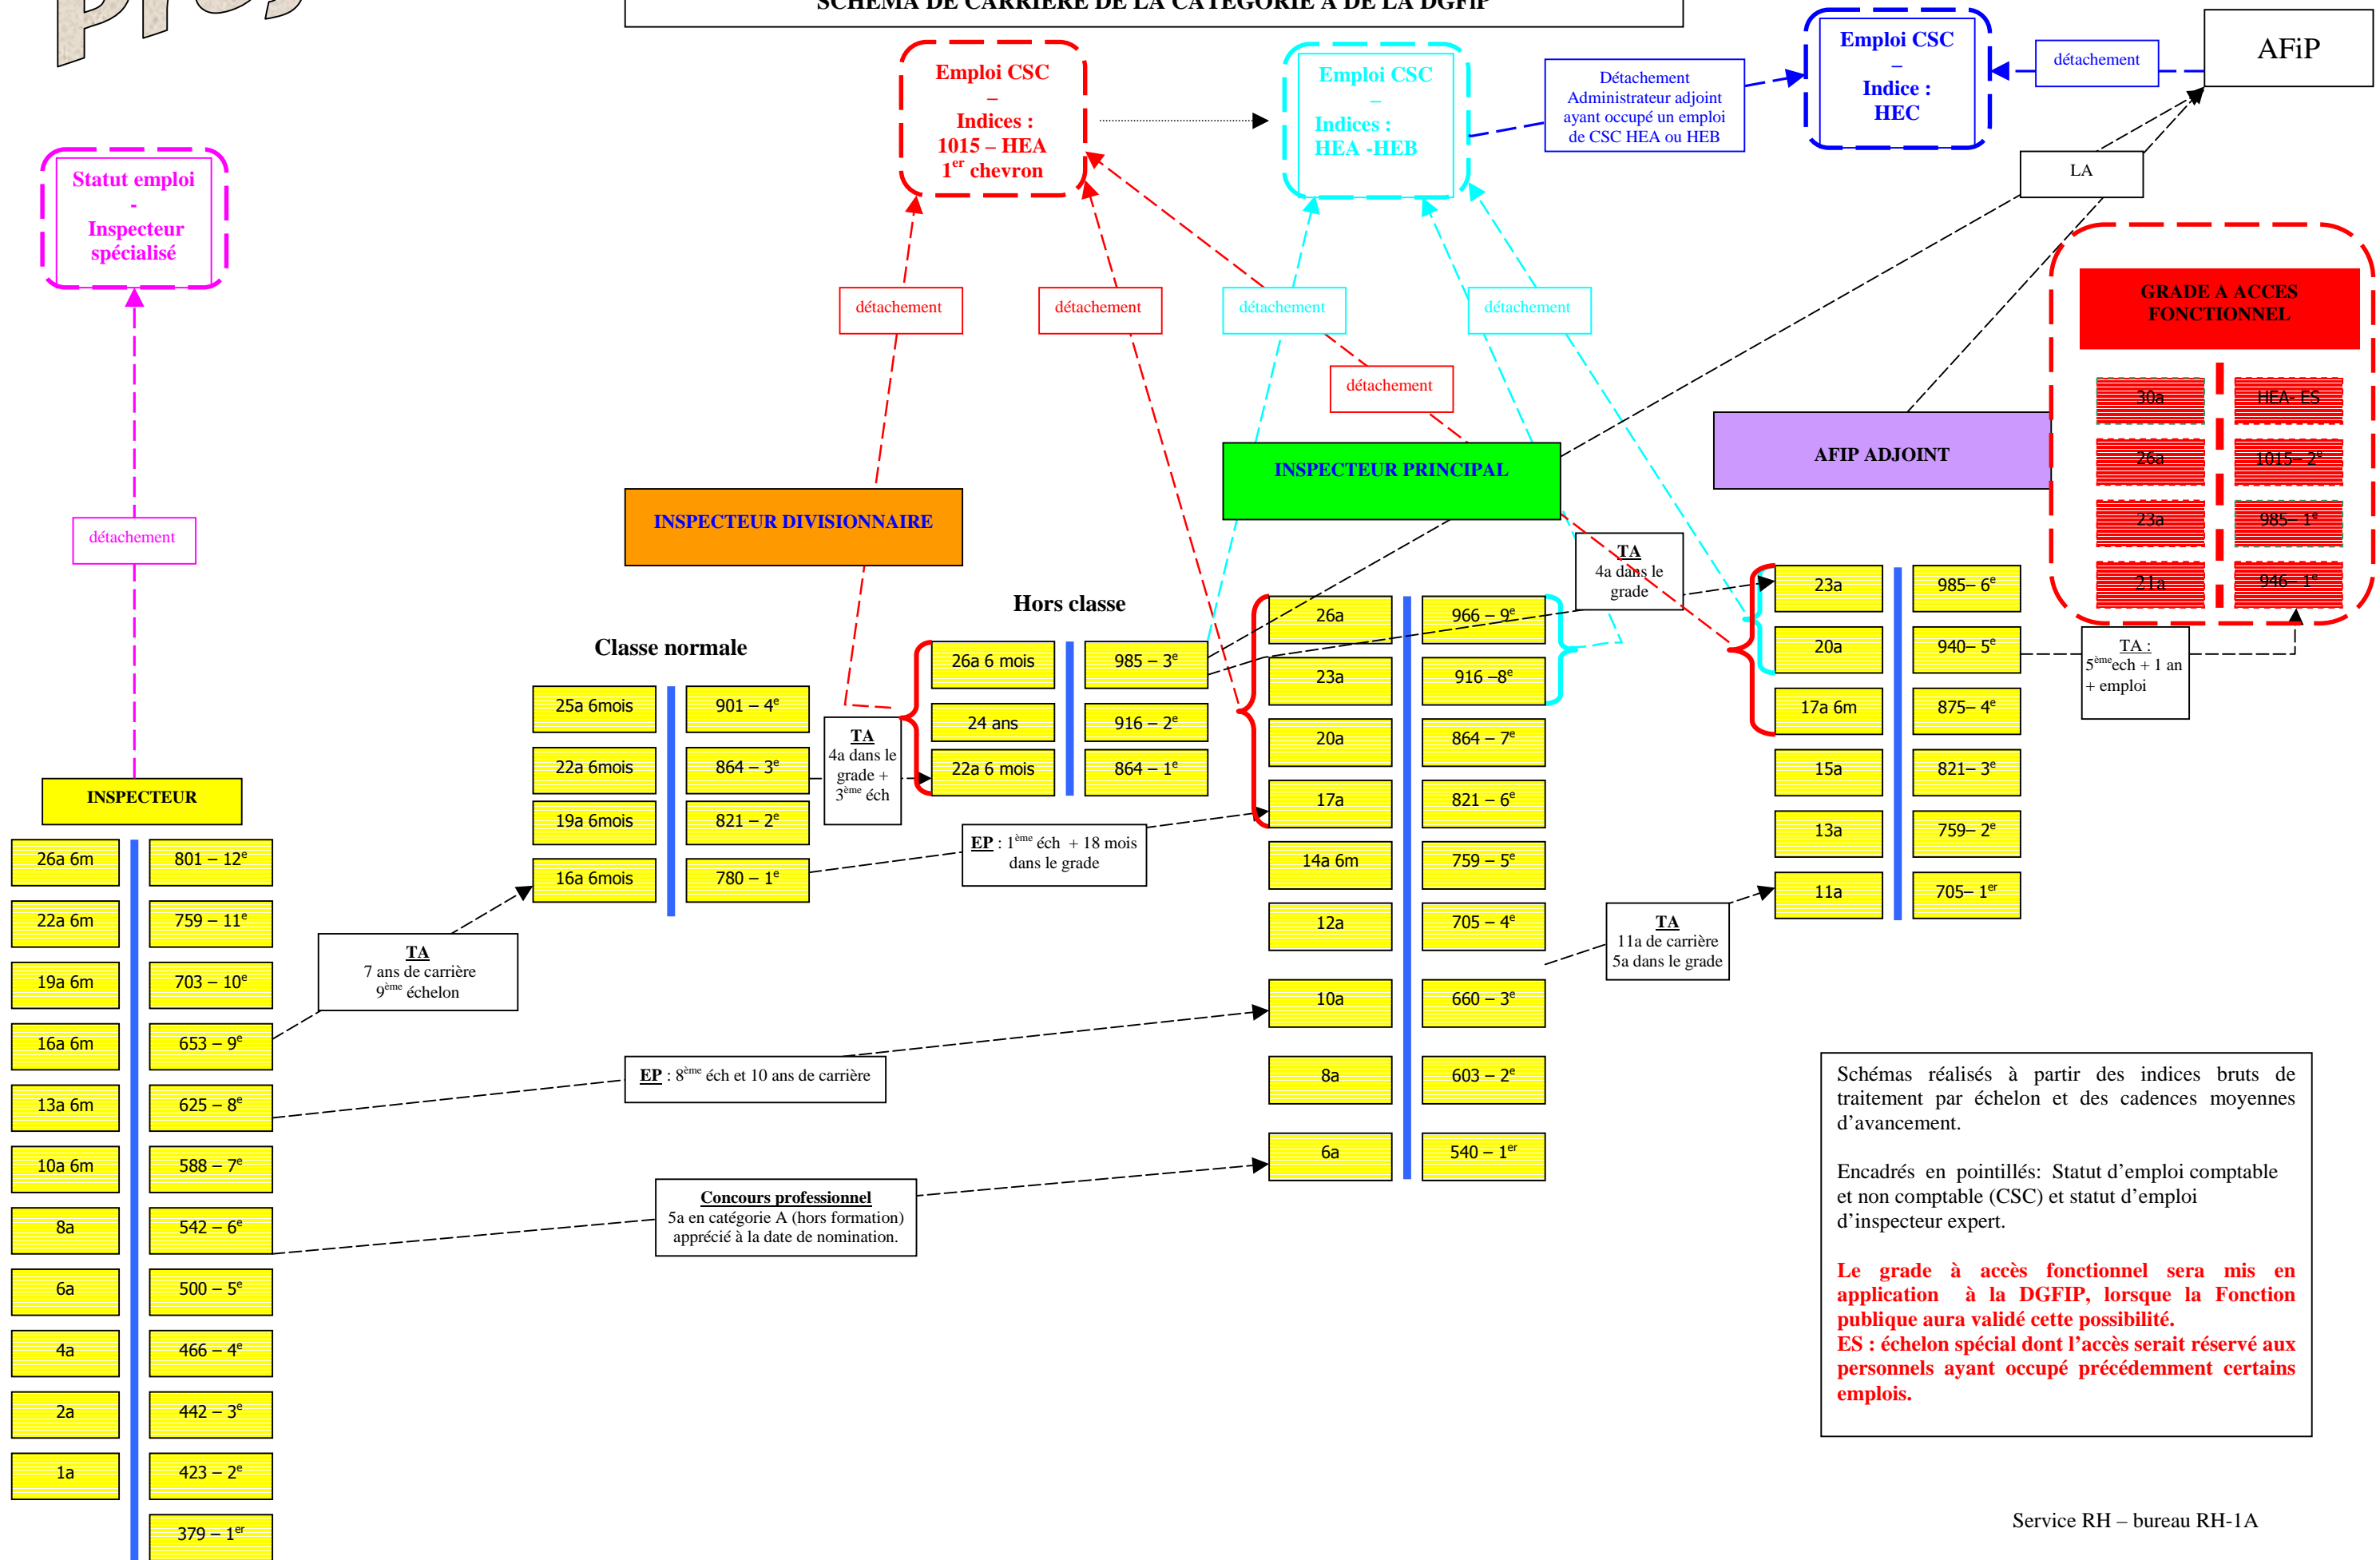 SCHEMA DE CARRIERE DE LA CATEGORIE A DE LA DGFiP
Emploi CSC
–
Indices :
1015 – HEA
1er chevron
Emploi CSC
–
Indices :
HEA -HEB
Détachement
Administrateur adjoint
ayant occupé un emploi
de CSC HEA ou HEB
Emploi CSC
–
Indice :
HEC
détachement
AFiP
LA
Statut emploi
-
Inspecteur
spécialisé
détachement
détachement
détachement
détachement
détachement
détachement
GRADE A ACCES
FONCTIONNEL
30a
HEA- ES
26a
1015– 2e
23a
985– 1e
21a
946– 1e
INSPECTEUR DIVISIONNAIRE
INSPECTEUR PRINCIPAL
AFIP ADJOINT
TA
4a dans le
grade
TA :
5ème ech + 1 an
+ emploi
Classe normale
25a 6mois
901 – 4e
22a 6mois
864 – 3e
19a 6mois
821 – 2e
16a 6mois
780 – 1e
TA
4a dans le
grade +
3ème éch
Hors classe
26a 6 mois
985 – 3e
24 ans
916 – 2e
22a 6 mois
864 – 1e
EP : 1ème éch + 18 mois
dans le grade
26a
966 – 9e
23a
916 –8e
20a
864 – 7e
17a
821 – 6e
14a 6m
759 – 5e
12a
705 – 4e
10a
660 – 3e
8a
603 – 2e
6a
540 – 1er
23a
985– 6e
20a
940– 5e
17a 6m
875– 4e
15a
821– 3e
13a
759– 2e
11a
705– 1er
TA
11a de carrière
5a dans le grade
INSPECTEUR
26a 6m
801 – 12e
22a 6m
759 – 11e
19a 6m
703 – 10e
16a 6m
653 – 9e
13a 6m
625 – 8e
10a 6m
588 – 7e
8a
542 – 6e
6a
500 – 5e
4a
466 – 4e
2a
442 – 3e
1a
423 – 2e
379 – 1er
TA
7 ans de carrière
9ème échelon
EP : 8ème éch et 10 ans de carrière
Concours professionnel
5a en catégorie A (hors formation)
apprécié à la date de nomination.
Schémas réalisés à partir des indices bruts de
traitement par échelon et des cadences moyennes
d’avancement.
Encadrés en pointillés: Statut d’emploi comptable
et non comptable (CSC) et statut d’emploi
d’inspecteur expert.
Le grade à accès fonctionnel sera mis en
application à la DGFIP, lorsque la Fonction
publique aura validé cette possibilité.
ES : échelon spécial dont l’accès serait réservé aux
personnels ayant occupé précédemment certains
emplois.
Service RH – bureau RH-1A